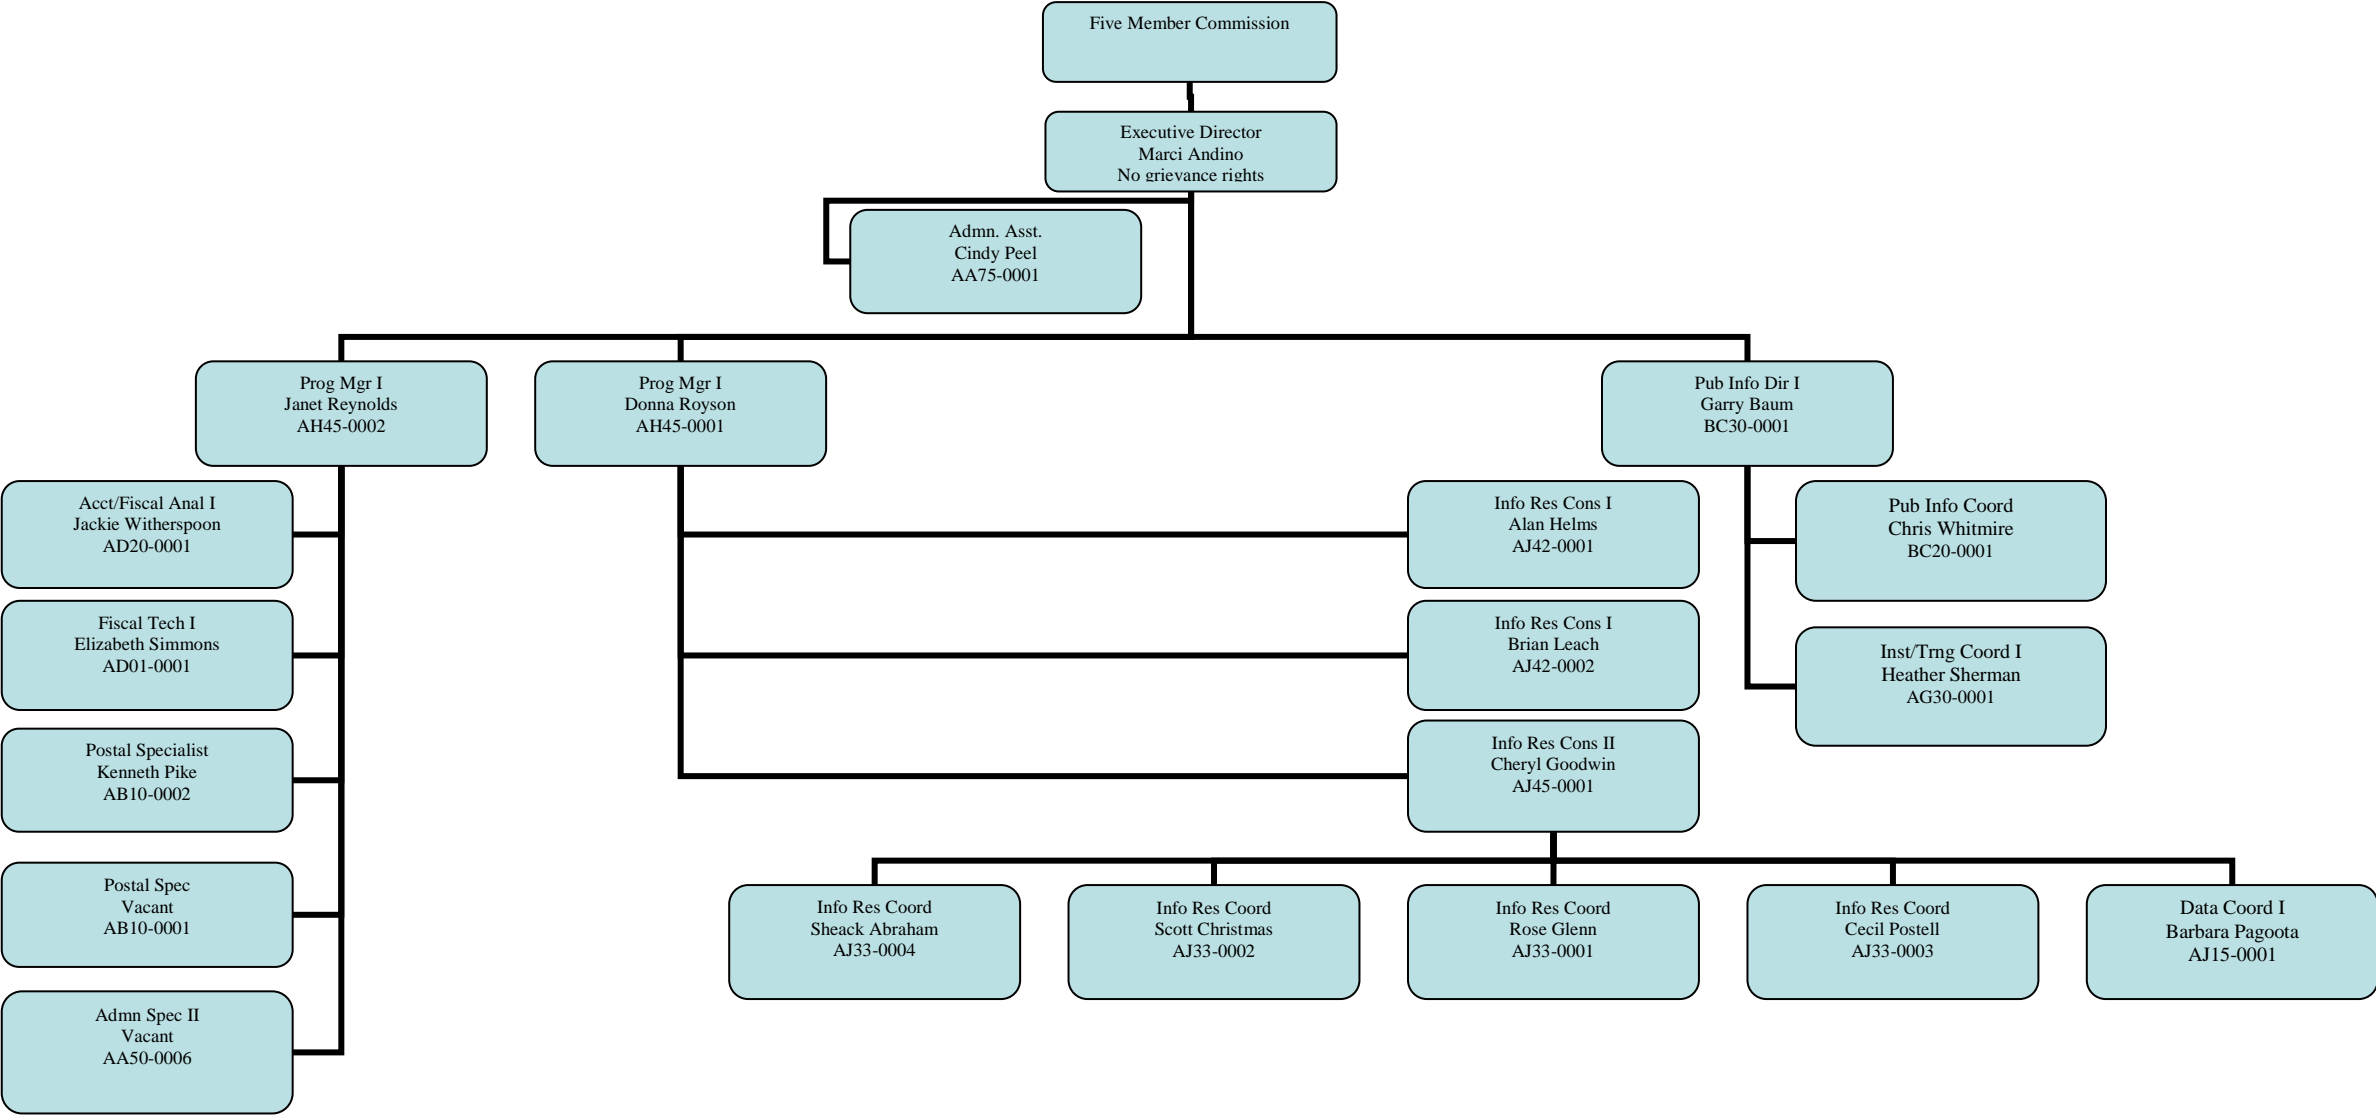 Five Member Commission
Executive Director
Marci Andino
No grievance rights
Admn. Asst.
Cindy Peel
AA75-0001
Prog Mgr I
Janet Reynolds
AH45-0002
Prog Mgr I
Donna Royson
AH45-0001
Pub Info Dir I
Garry Baum
BC30-0001
Acct/Fiscal Anal I
Jackie Witherspoon
AD20-0001
Fiscal Tech I
Elizabeth Simmons
AD01-0001
Postal Specialist
Kenneth Pike
AB10-0002
Postal Spec
Vacant
AB10-0001
Admn Spec II
Vacant
AA50-0006
Info Res Cons I
Alan Helms
AJ42-0001
Info Res Cons I
Brian Leach
AJ42-0002
Info Res Cons II
Cheryl Goodwin
AJ45-0001
Pub Info Coord
Chris Whitmire
BC20-0001
Inst/Trng Coord I
Heather Sherman
AG30-0001
Info Res Coord
Sheack Abraham
AJ33-0004
Info Res Coord
Scott Christmas
AJ33-0002
Info Res Coord
Rose Glenn
AJ33-0001
Info Res Coord
Cecil Postell
AJ33-0003
Data Coord I
Barbara Pagoota
AJ15-0001